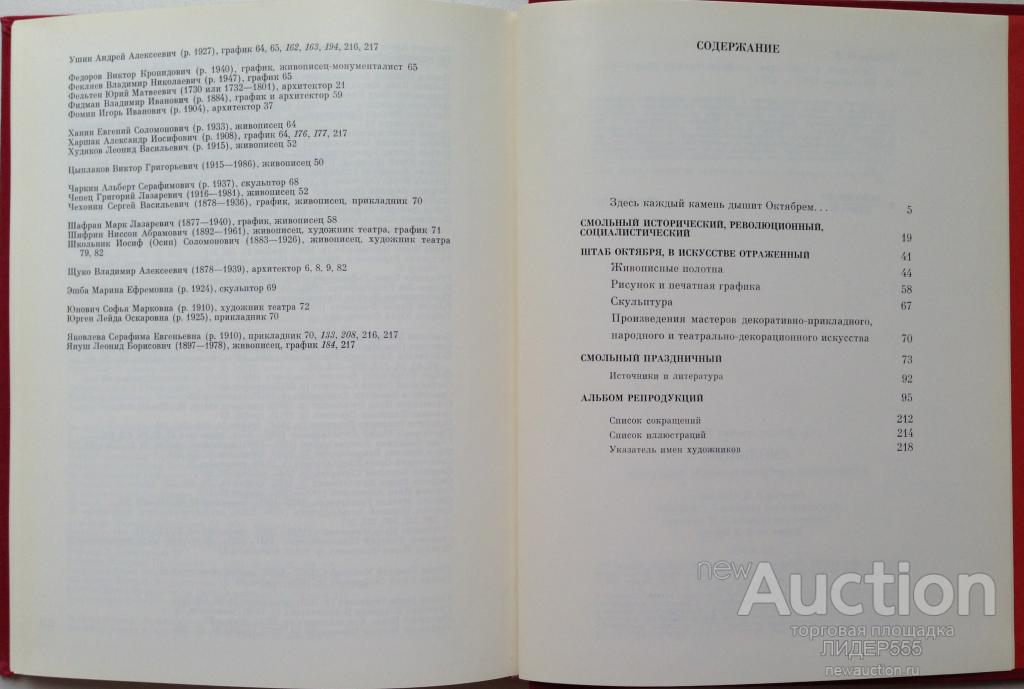 Ушин Андрей Алексеевич (р. 1927), график 64, 65, 162, 163, 194, 216, 217
Федоров Виктор Кронидович (р. 1940), график, живописец-монументалист 65
Фекляев Владимир Николаевич (р. 1947), график 65
Фельтен Юрий Матвеевич (1730 или 1732—1801), архитектор 21
Фидман Владимир Иванович (р. 1884), график и архитектор 59
Фомин Игорь Иванович (р. 1904), архитектор 37
Ханин Евгений Соломонович (р. 1933), живописец 64
Харшак Александр Иосифович (р. 1908), график 64, 176, 177, 217
Худяков Леонид Васильевич (р. 1915), живописец 52
Цыплаков Виктор Григорьевич (1915—1986), живописец 50
Чаркин Альберт Серафимович (р. 1937), скульптор 68
Чепец Григорий Лазаревич (1916—1981), живописец 52
Чехонин Сергей Васильевич (1878—1936), график, живописец, прикладник 70
Шафран Марк Лазаревич (1877—1940), график, живописец 58
Шифрин Ниссон Абрамович (1892—1961), живописец, художник театра, график 71
Школьник Иосиф (Осип) Соломонович (1883—1926), живописец, художник театра
79, 82
Щуко Владимир Алексеевич (1878—1939), архитектор 6, 8, 9, 82
Эшба Марина Ефремовна (р. 1924), скульптор 69
Юнович Софья Марковна (р. 1910), художник театра 72
Юрген Лейда Оскаровна (р. 1925), прикладник 70
Яковлева Серафима Евгеньевна (р. 1910), прикладник 70, 133, 208, 216, 217
Януш Леонид Борисович (1897—1978), живописец, график 184, 217
СОДЕРЖАНИЕ
Здесь каждый камень дышит Октябрем. . . 5
СМОЛЬНЫЙ ИСТОРИЧЕСКИЙ, РЕВОЛЮЦИОННЫЙ,
СОЦИАЛИСТИЧЕСКИЙ 19
ШТАБ ОКТЯБРЯ, В ИСКУССТВЕ ОТРАЖЕННЫЙ 41
Живописные полотна 44
Рисунок и печатная графика 58
Скульптура 67
Произведения мастеров декоративно-прикладного,
народного и театрально-декорационного искусства 70
СМОЛЬНЫЙ ПРАЗДНИЧНЫЙ 73
Источники и литература 92
АЛЬБОМ РЕПРОДУКЦИЙ 95
Список сокращений 212
Список иллюстраций 214
Указатель имен художников 218
newAuction
торговая площадка
ЛИДЕР555
newauction.ru